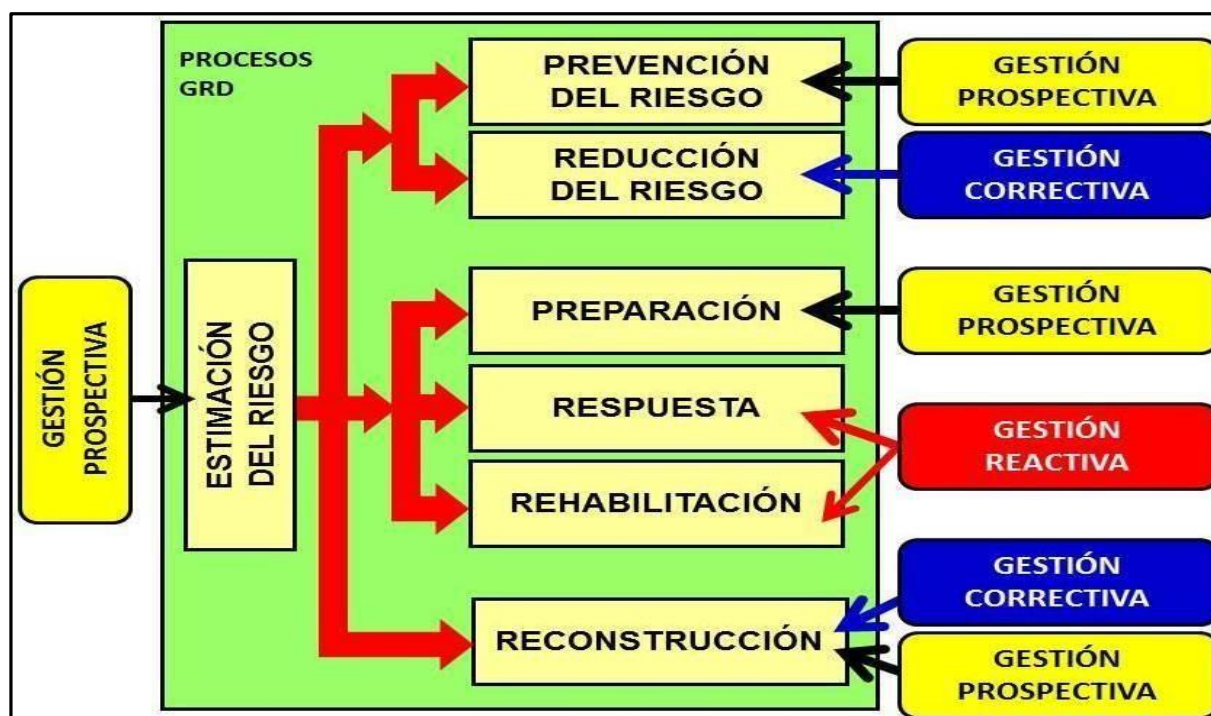 PROCESOS
GRD
GESTIÓN
PROSPECTIVA
ESTIMACIÓN
DEL RIESGO
PREVENCIÓN
DEL RIESGO
GESTIÓN
PROSPECTIVA
REDUCCIÓN
DEL RIESGO
GESTIÓN
CORRECTIVA
PREPARACIÓN
GESTIÓN
PROSPECTIVA
RESPUESTA
GESTIÓN
REACTIVA
REHABILITACIÓN
RECONSTRUCCIÓN
GESTIÓN
CORRECTIVA
GESTIÓN
PROSPECTIVA